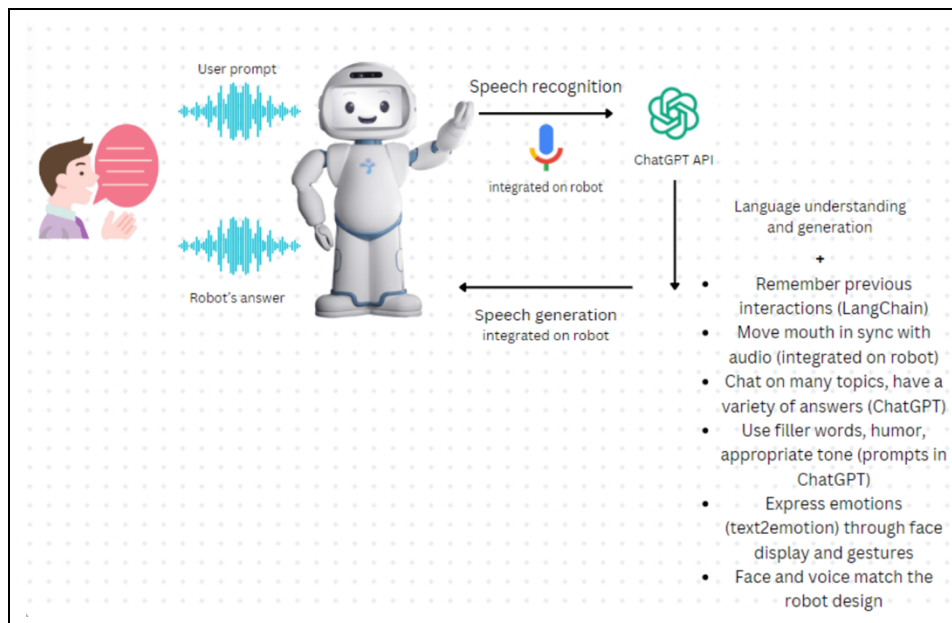 User prompt
Speech recognition
integrated on robot
ChatGPT API
Robot's answer
Speech generation
integrated on robot
Language understanding
and generation
+
• Remember previous
interactions (LangChain)
• Move mouth in sync with
audio (integrated on robot)
• Chat on many topics, have a
variety of answers (ChatGPT)
• Use filler words, humor,
appropriate tone (prompts in
ChatGPT)
• Express emotions
(text2emotion) through face
display and gestures
• Face and voice match the
robot design